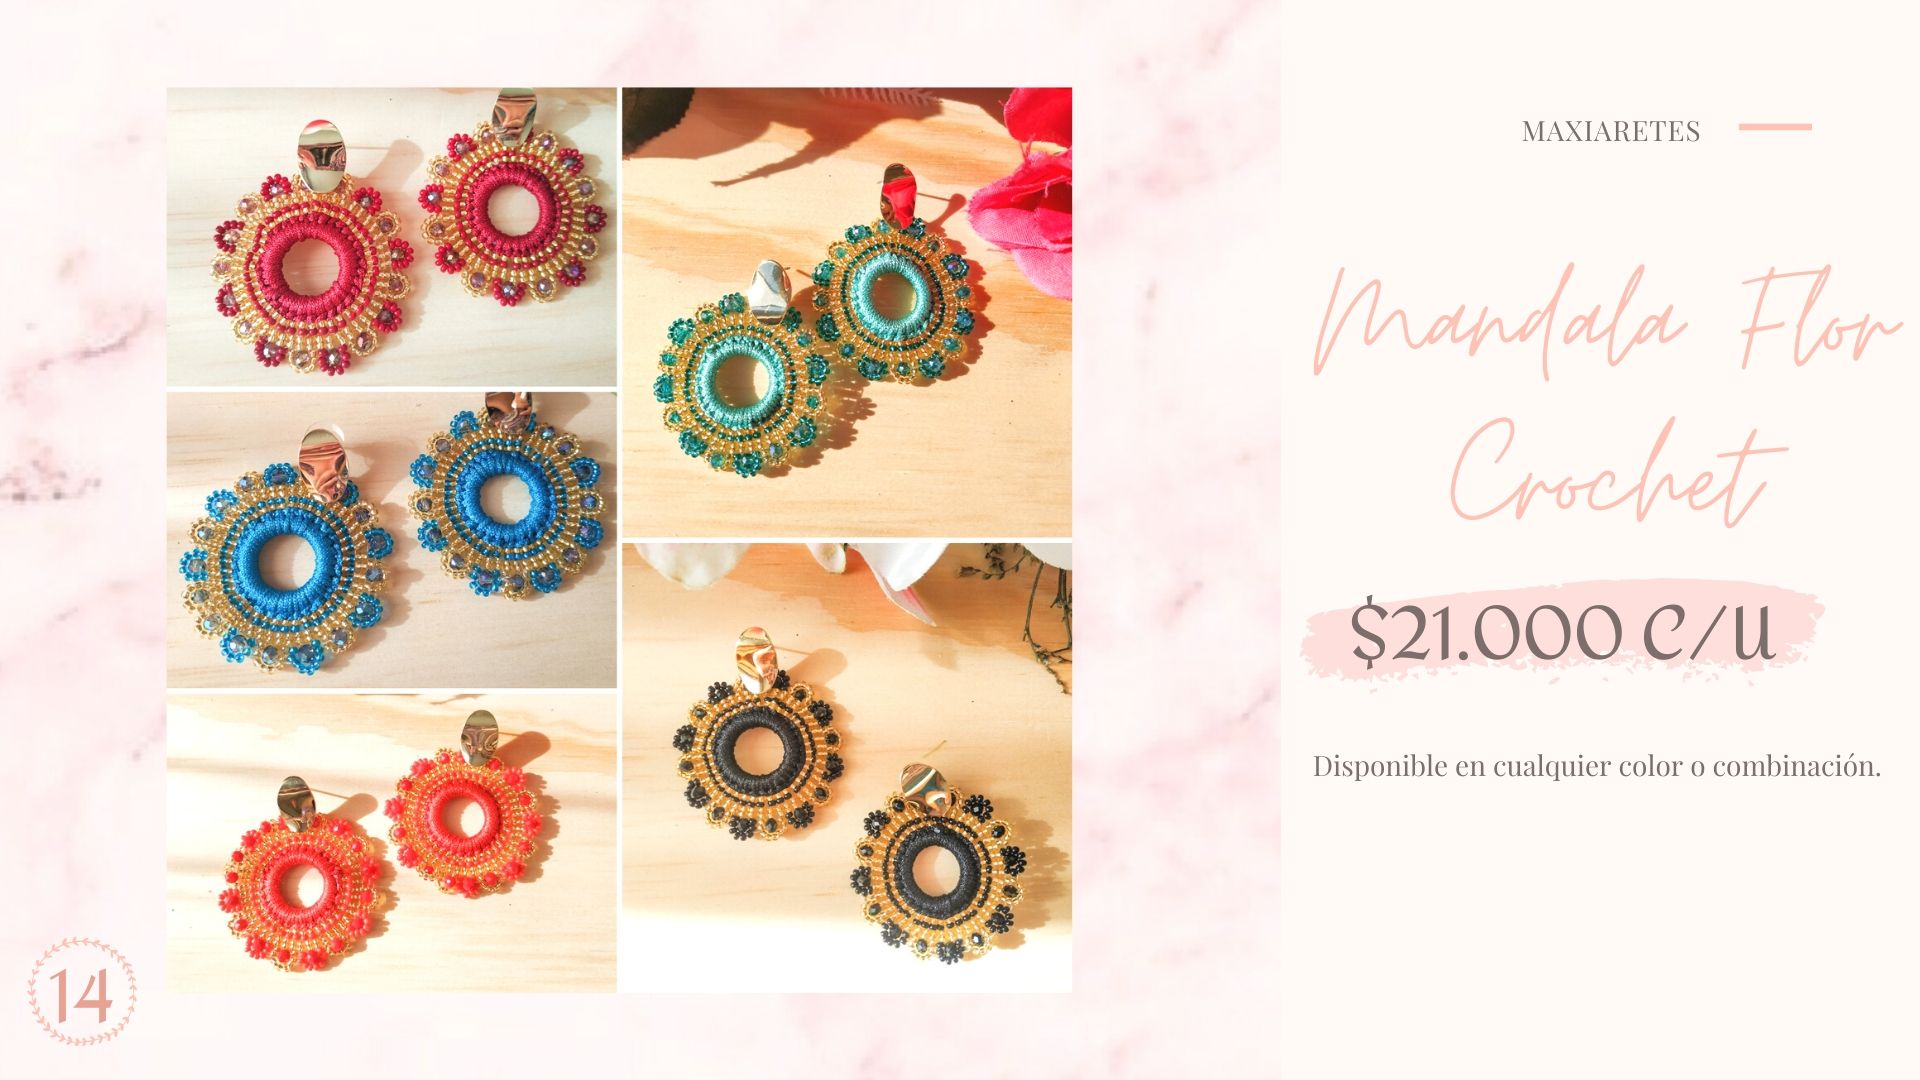 MAXIARETES
Mandala Flor
Crochet
$21.000 C/U
Disponible en cualquier color o combinación.
14